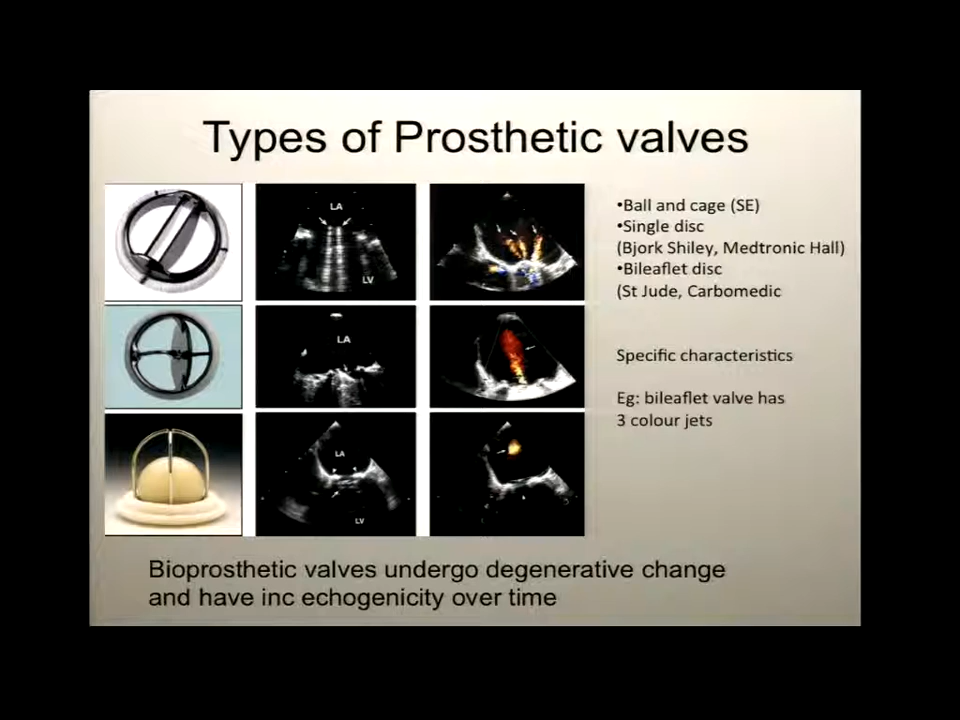 Types of Prosthetic valves
LA
LV
LA
LA
LV
•Ball and cage (SE)
•Single disc
(Bjork Shiley, Medtronic Hall)
•Bileaflet disc
(St Jude, Carbomedic
Specific characteristics
Eg: bileaflet valve has
3 colour jets
Bioprosthetic valves undergo degenerative change
and have inc echogenicity over time